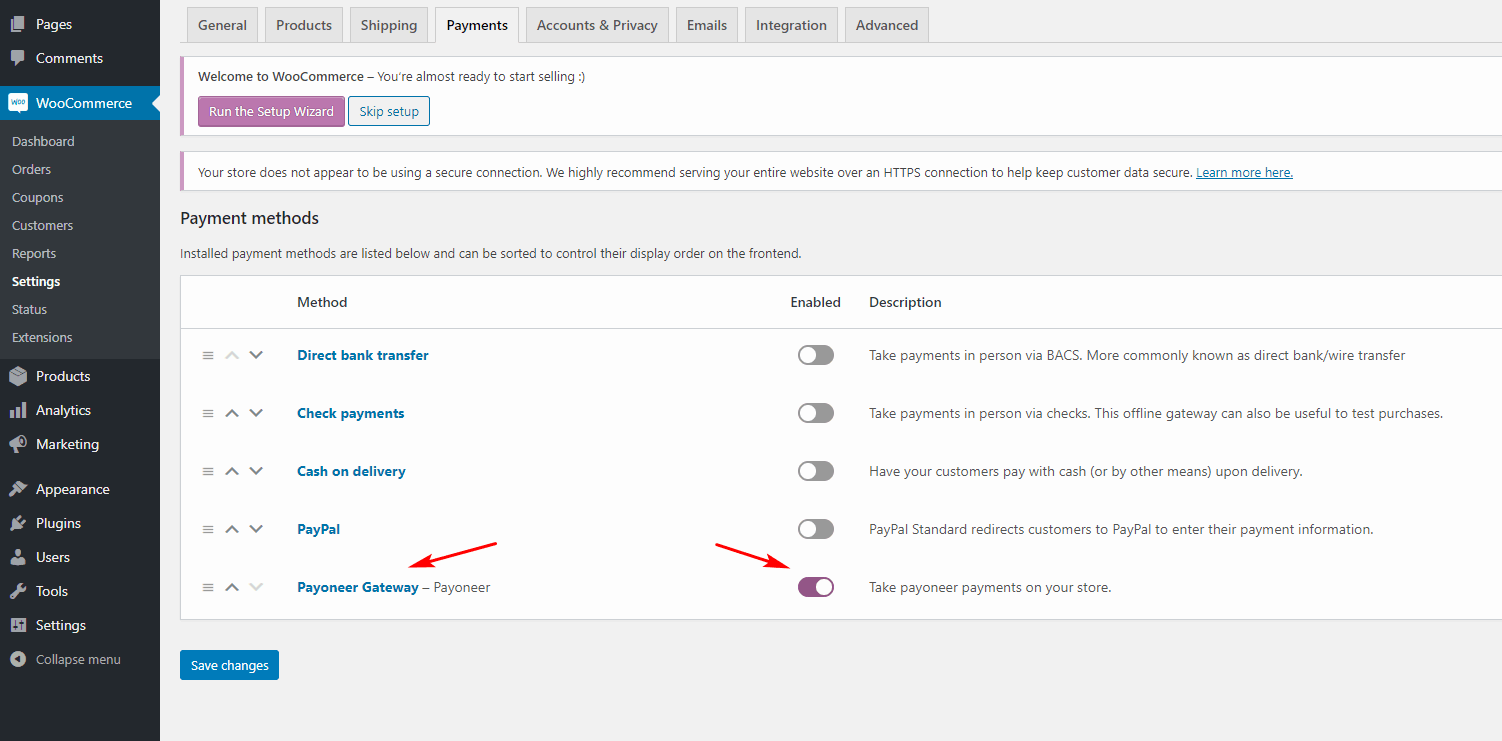 Pages
Comments
WOO WooCommerce
Dashboard
Orders
Coupons
Customers
Reports
Settings
Status
Extensions
Products
Analytics
Marketing
Appearance
Plugins
Users
Tools
Settings
Collapse menu
General Products Shipping Payments Accounts & Privacy Emails Integration Advanced
Welcome to WooCommerce – You're almost ready to start selling :)
Run the Setup Wizard Skip setup
Your store does not appear to be using a secure connection. We highly recommend serving your entire website over an HTTPS connection to help keep customer data secure. Learn more here.
Payment methods
Installed payment methods are listed below and can be sorted to control their display order on the frontend.
Method Enabled Description
Direct bank transfer Take payments in person via BACS. More commonly known as direct bank/wire transfer
Check payments Take payments in person via checks. This offline gateway can also be useful to test purchases.
Cash on delivery Have your customers pay with cash (or by other means) upon delivery.
PayPal PayPal Standard redirects customers to PayPal to enter their payment information.
Payoneer Gateway – Payoneer Take payoneer payments on your store.
Save changes